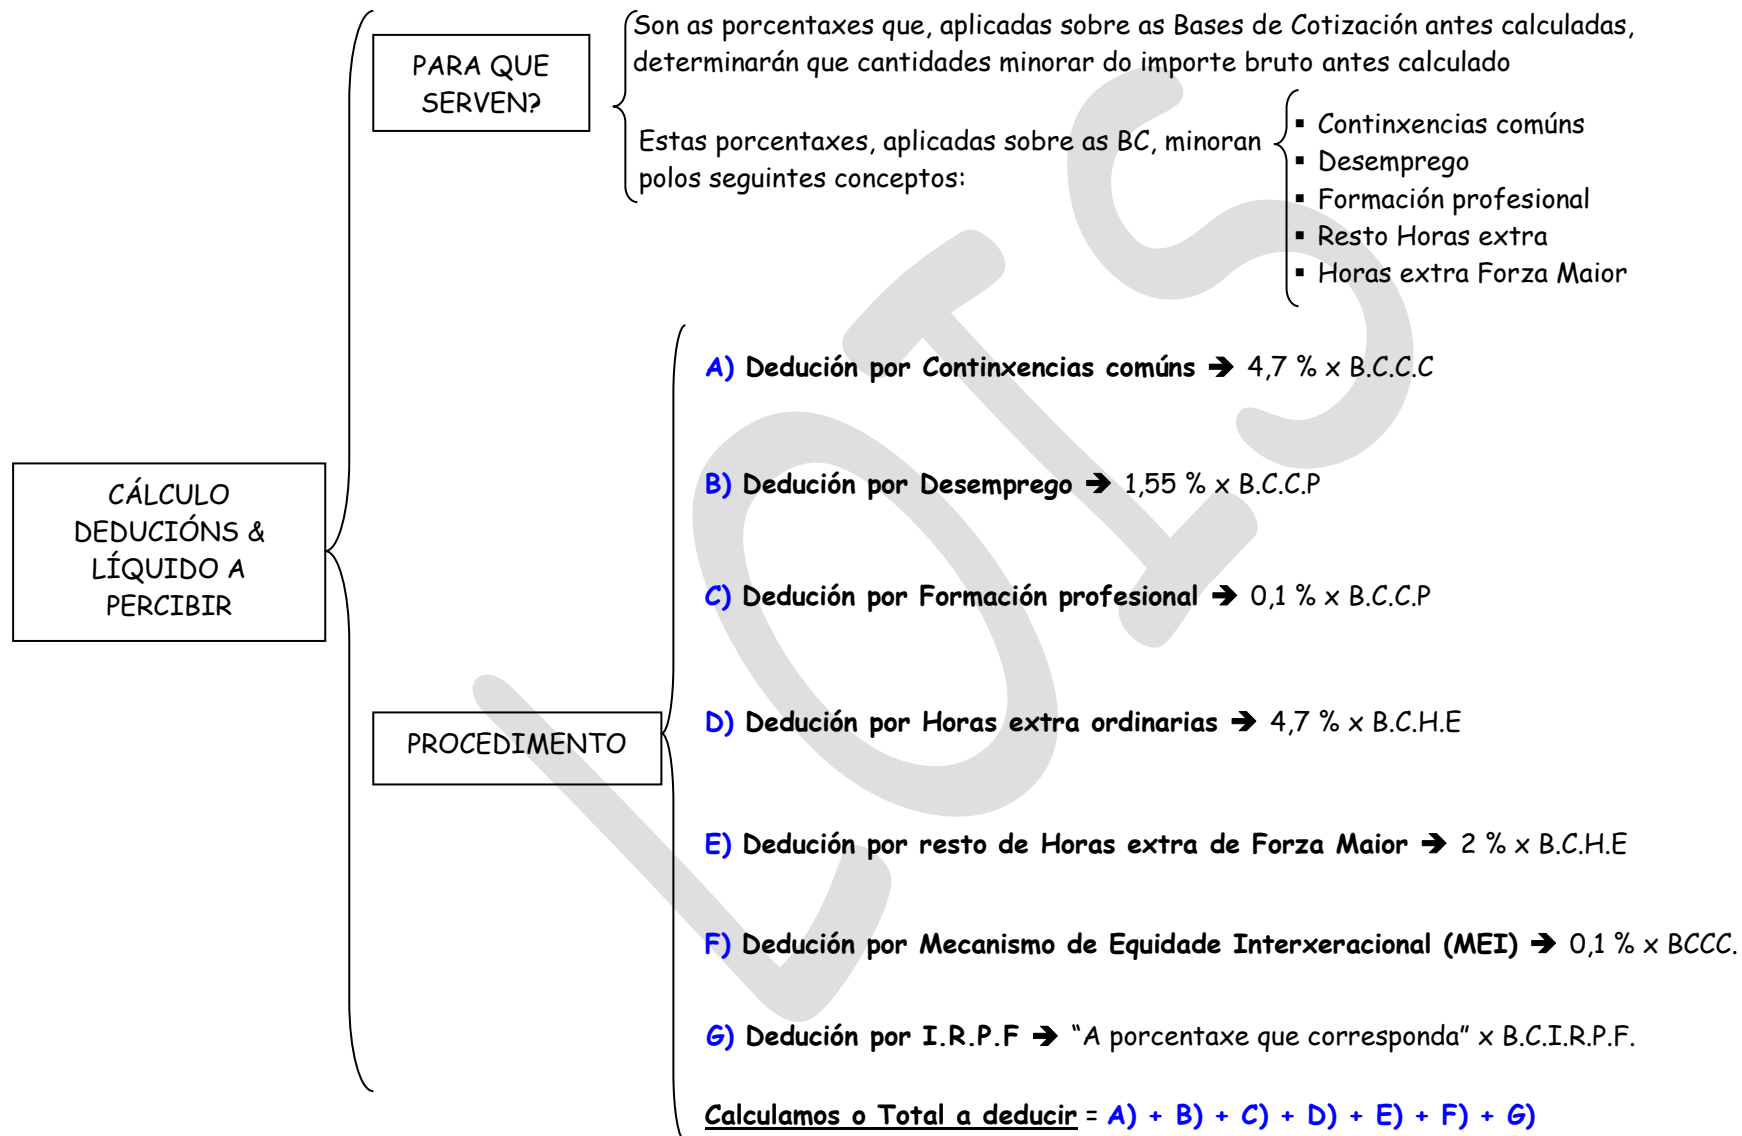 Son as porcentaxes que, aplicadas sobre as Bases de Cotización antes calculadas,
determinarán que cantidades minorar do importe bruto antes calculado
PARA QUE
SERVEN?
Estas porcentaxes, aplicadas sobre as BC, minoran
polos seguintes conceptos:
▪ Continxencias comúns
▪ Desemprego
▪ Formación profesional
▪ Resto Horas extra
▪ Horas extra Forza Maior
CÁLCULO
DEDUCIÓNS &
LÍQUIDO A
PERCIBIR
PROCEDIMENTO
A) Dedución por Continxencias comúns ➔ 4,7 % x B.C.C.C
B) Dedución por Desemprego ➔ 1,55 % x B.C.C.P
C) Dedución por Formación profesional ➔ 0,1 % x B.C.C.P
D) Dedución por Horas extra ordinarias ➔ 4,7 % x B.C.H.E
E) Dedución por resto de Horas extra de Forza Maior ➔ 2 % x B.C.H.E
F) Dedución por Mecanismo de Equidade Interxeracional (MEI) ➔ 0,1 % x BCCC.
G) Dedución por I.R.P.F ➔ “A porcentaxe que corresponda” x B.C.I.R.P.F.
Calculamos o Total a deducir = A) + B) + C) + D) + E) + F) + G)
LOIS